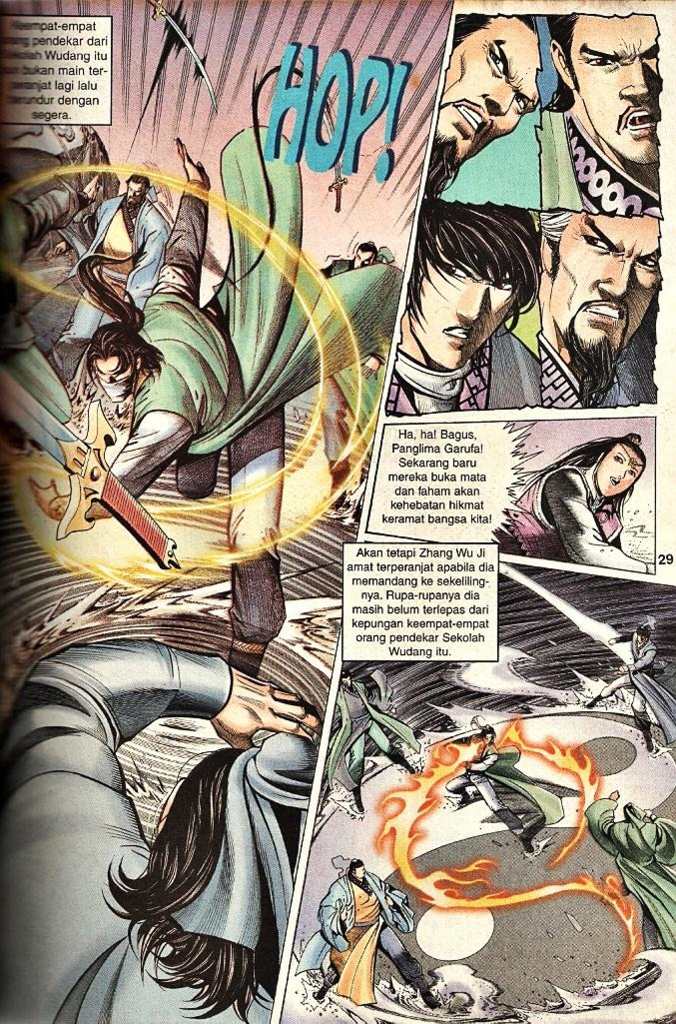 Keempat-empat
orang pendekar dari
Sekolah Wudang itu
bukan main ter-
peranjat lagi lalu
berundur dengan
segera.
HOP!
Ha, ha! Bagus,
Panglima Garufa!
Sekarang baru
mereka buka mata
dan faham akan
kehebatan hikmat
keramat bangsa kita!
29
Akan tetapi Zhang Wu Ji
amat terperanjat apabila dia
memandang ke sekeliling-
nya. Rupa-rupanya dia
masih belum terlepas dari
kepungan keempat-empat
orang pendekar Sekolah
Wudang itu.